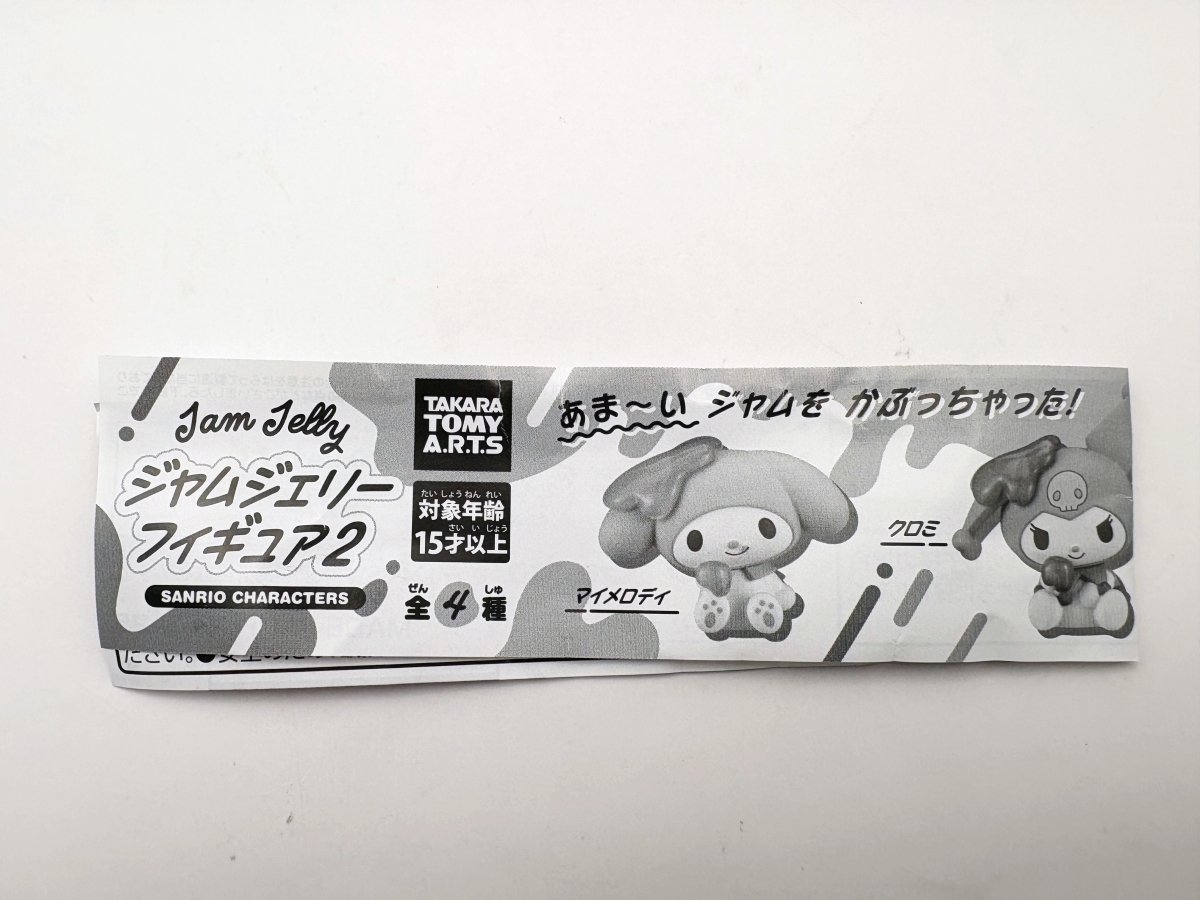 Jam Jelly
ジャムジェリー
フィギュア2
SANRIO CHARACTERS
TAKARA
TOMY
A.R.T.S
たいしょうねんれい
対象年齢
さいいじょう
15才以上
ぜん しゅ
全4種
あま〜い ジャムを かぶっちゃった!
マイメロディ
クロミ
ださい。●